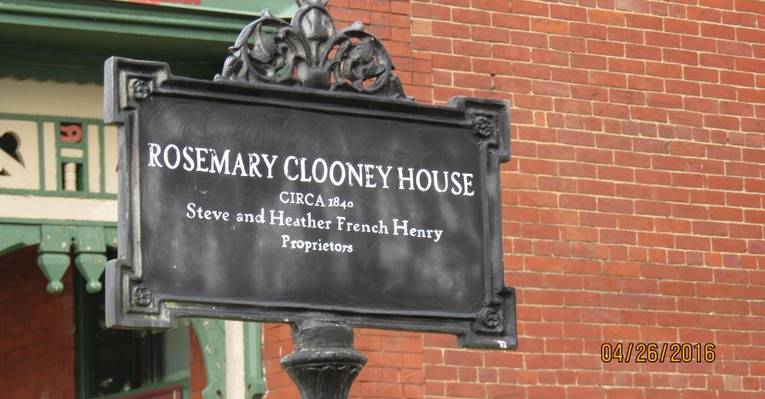 ROSEMARY CLOONEY HOUSE
CIRCA 1840
Steve and Heather French Henry
Proprietors
04/26/2016